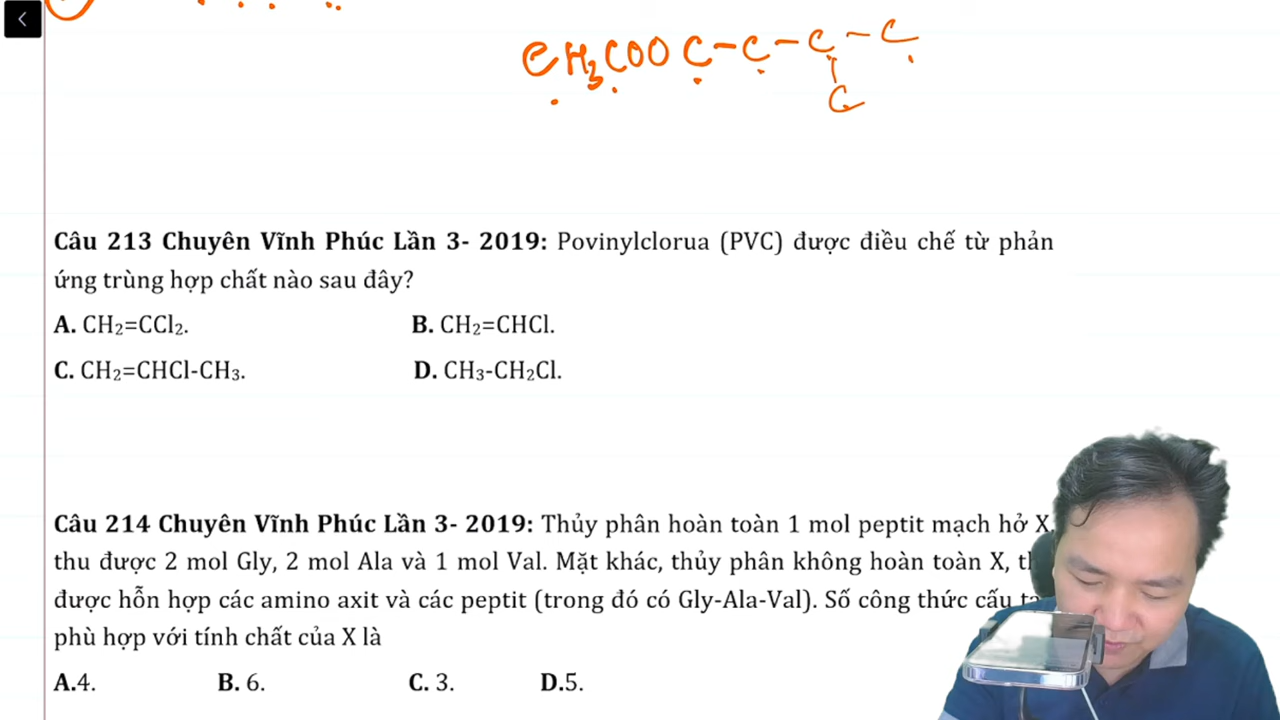 CH3COOC-C-C-C
C
Câu 213 Chuyên Vĩnh Phúc Lần 3- 2019: Povinylclorua (PVC) được điều chế từ phản
ứng trùng hợp chất nào sau đây?
A. CH₂=CCl₂. B. CH₂=CHCl.
C. CH₂=CHCl-CH₃. D. CH₃-CH₂Cl.
Câu 214 Chuyên Vĩnh Phúc Lần 3- 2019: Thủy phân hoàn toàn 1 mol peptit mạch hở X,
thu được 2 mol Gly, 2 mol Ala và 1 mol Val. Mặt khác, thủy phân không hoàn toàn X,
được hỗn hợp các amino axit và các peptit (trong đó có Gly-Ala-Val). Số công thức cấu
phù hợp với tính chất của X là
A.4. B. 6. C. 3. D.5.